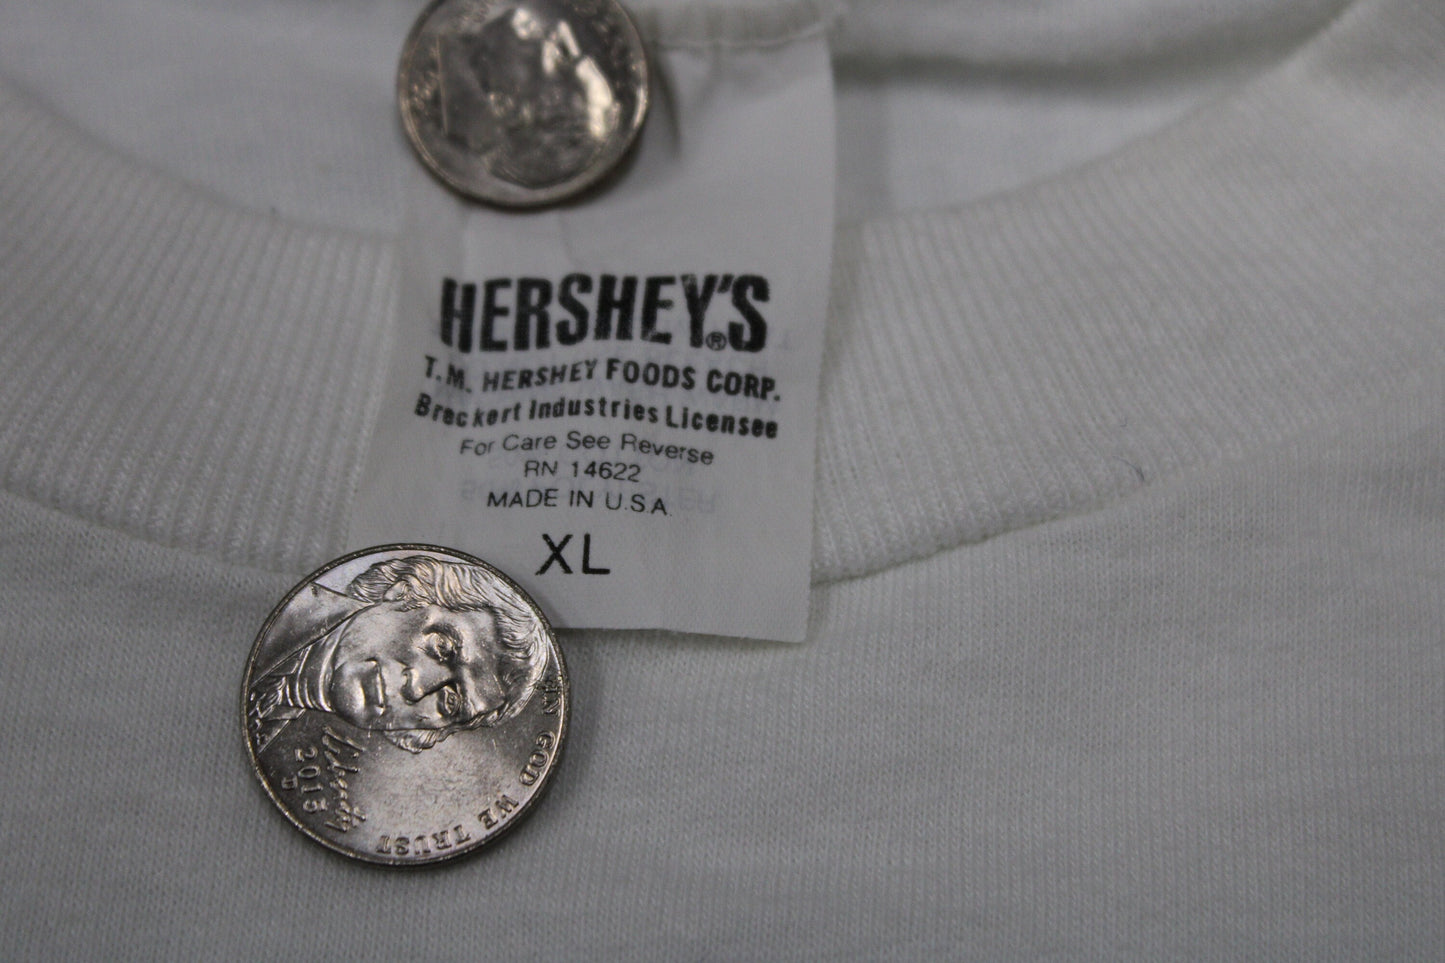 HERSHEY'S®
T.M. HERSHEY FOODS CORP.
Breckert Industries Licensee
For Care See Reverse
RN 14622
MADE IN U.S.A.
XL
IN GOD WE TRUST
Liberty
2013